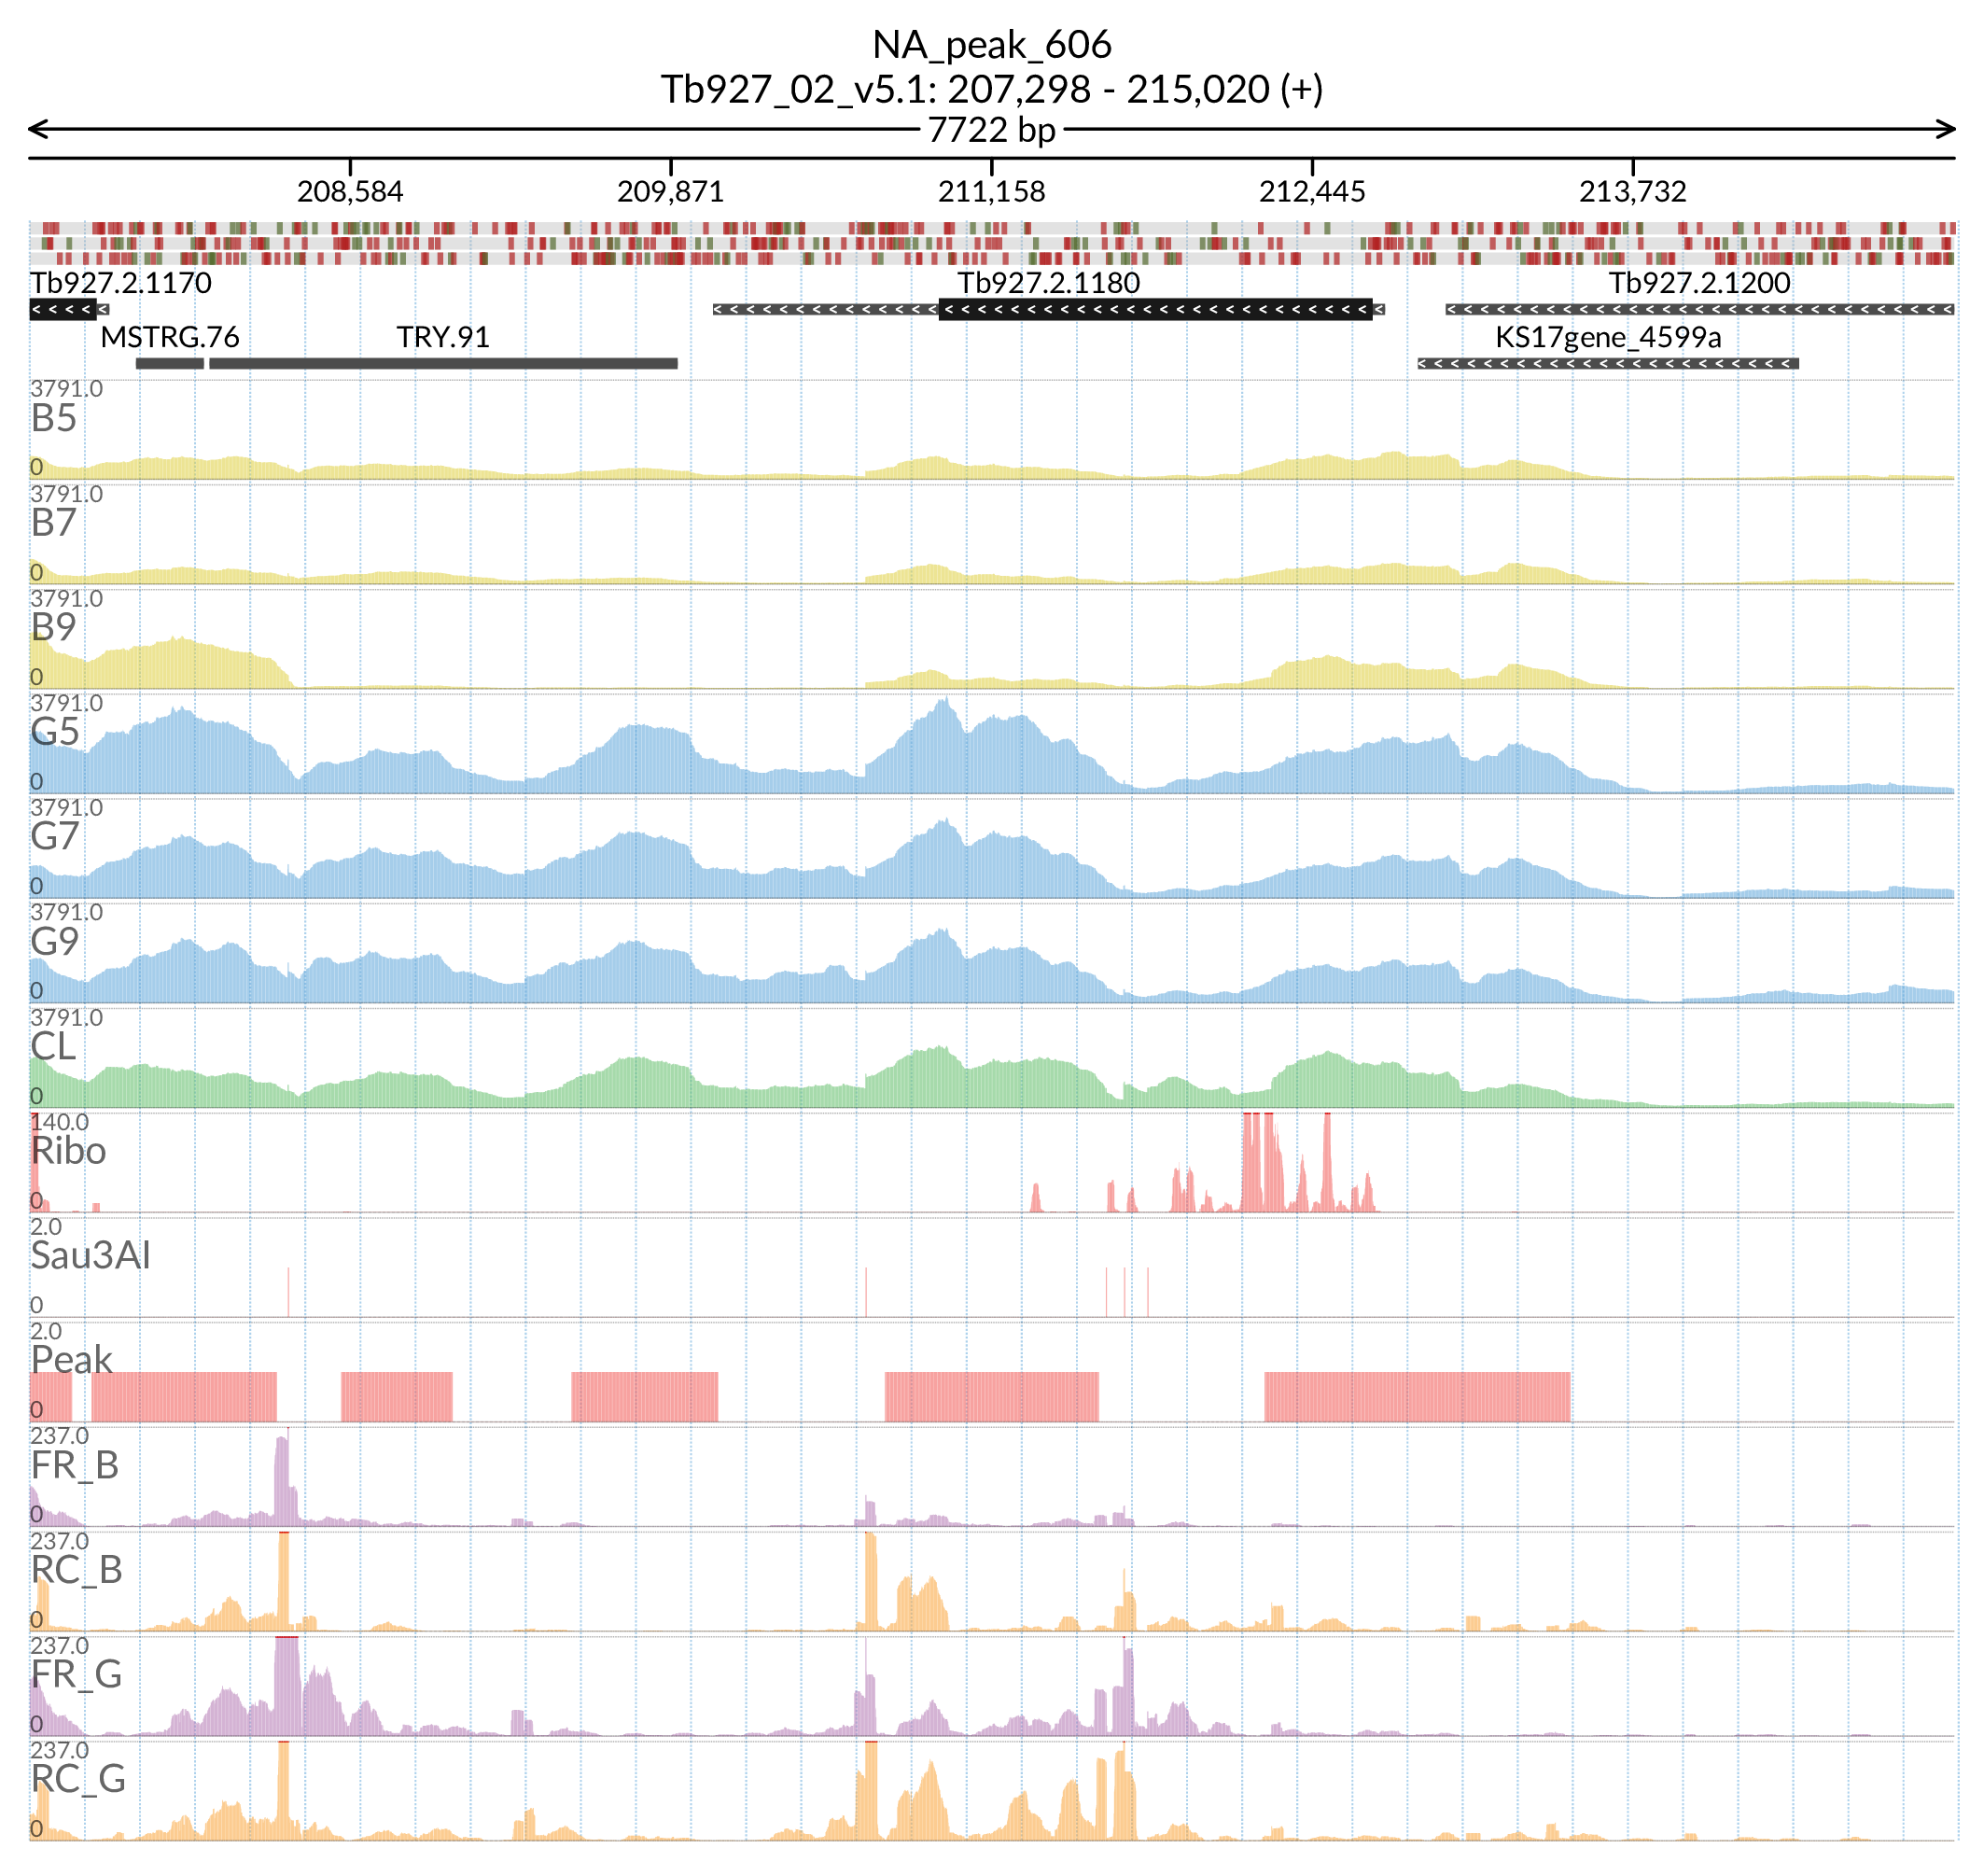 NA_peak_606
Tb927_02_v5.1: 207,298 - 215,020 (+)
7722 bp
208,584 209,871 211,158 212,445 213,732
Tb927.2.1170 Tb927.2.1180 Tb927.2.1200
MSTRG.76 TRY.91 KS17gene_4599a
3791.0
B5
0
3791.0
B7
0
3791.0
B9
0
3791.0
G5
0
3791.0
G7
0
3791.0
G9
0
3791.0
CL
0
140.0
Ribo
0
2.0
Sau3AI
0
2.0
Peak
0
237.0
FR_B
0
237.0
RC_B
0
237.0
FR_G
0
237.0
RC_G
0